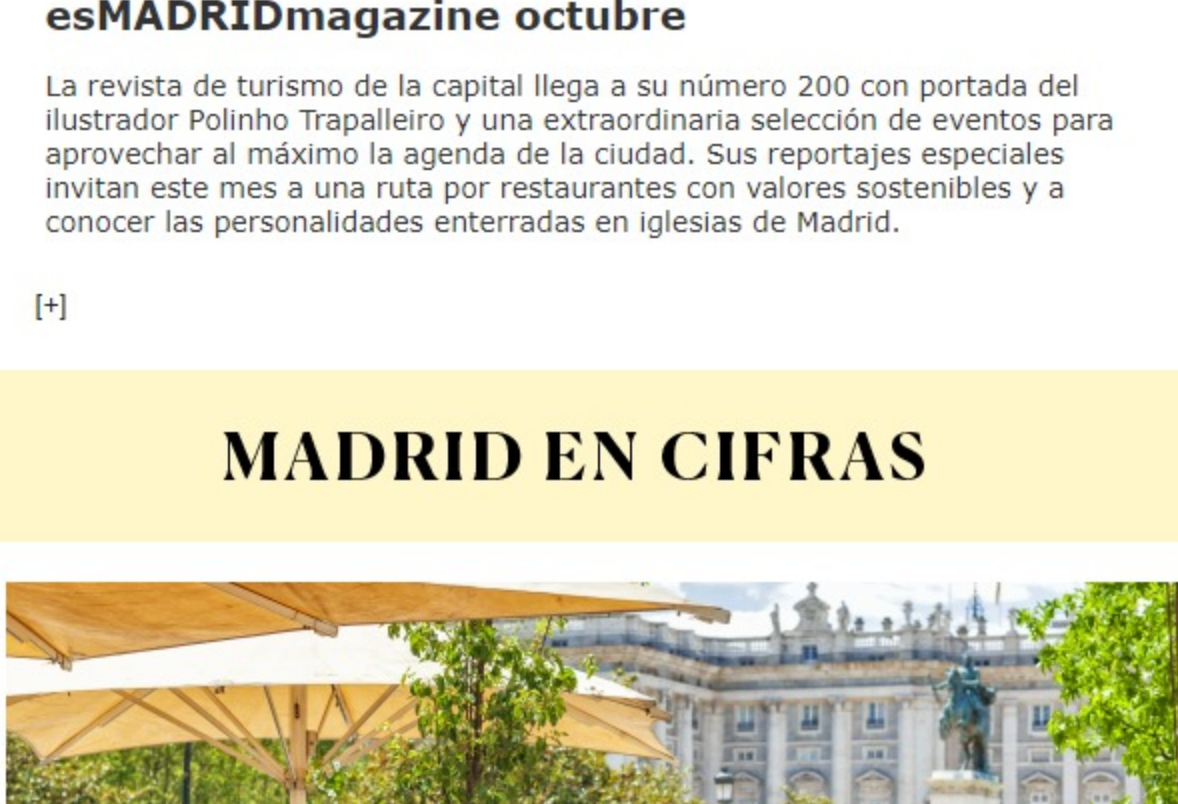 esMADRIDmagazine octubre
La revista de turismo de la capital llega a su número 200 con portada del
ilustrador Polinho Trapalleiro y una extraordinaria selección de eventos para
aprovechar al máximo la agenda de la ciudad. Sus reportajes especiales
invitan este mes a una ruta por restaurantes con valores sostenibles y a
conocer las personalidades enterradas en iglesias de Madrid.
[+]
MADRID EN CIFRAS